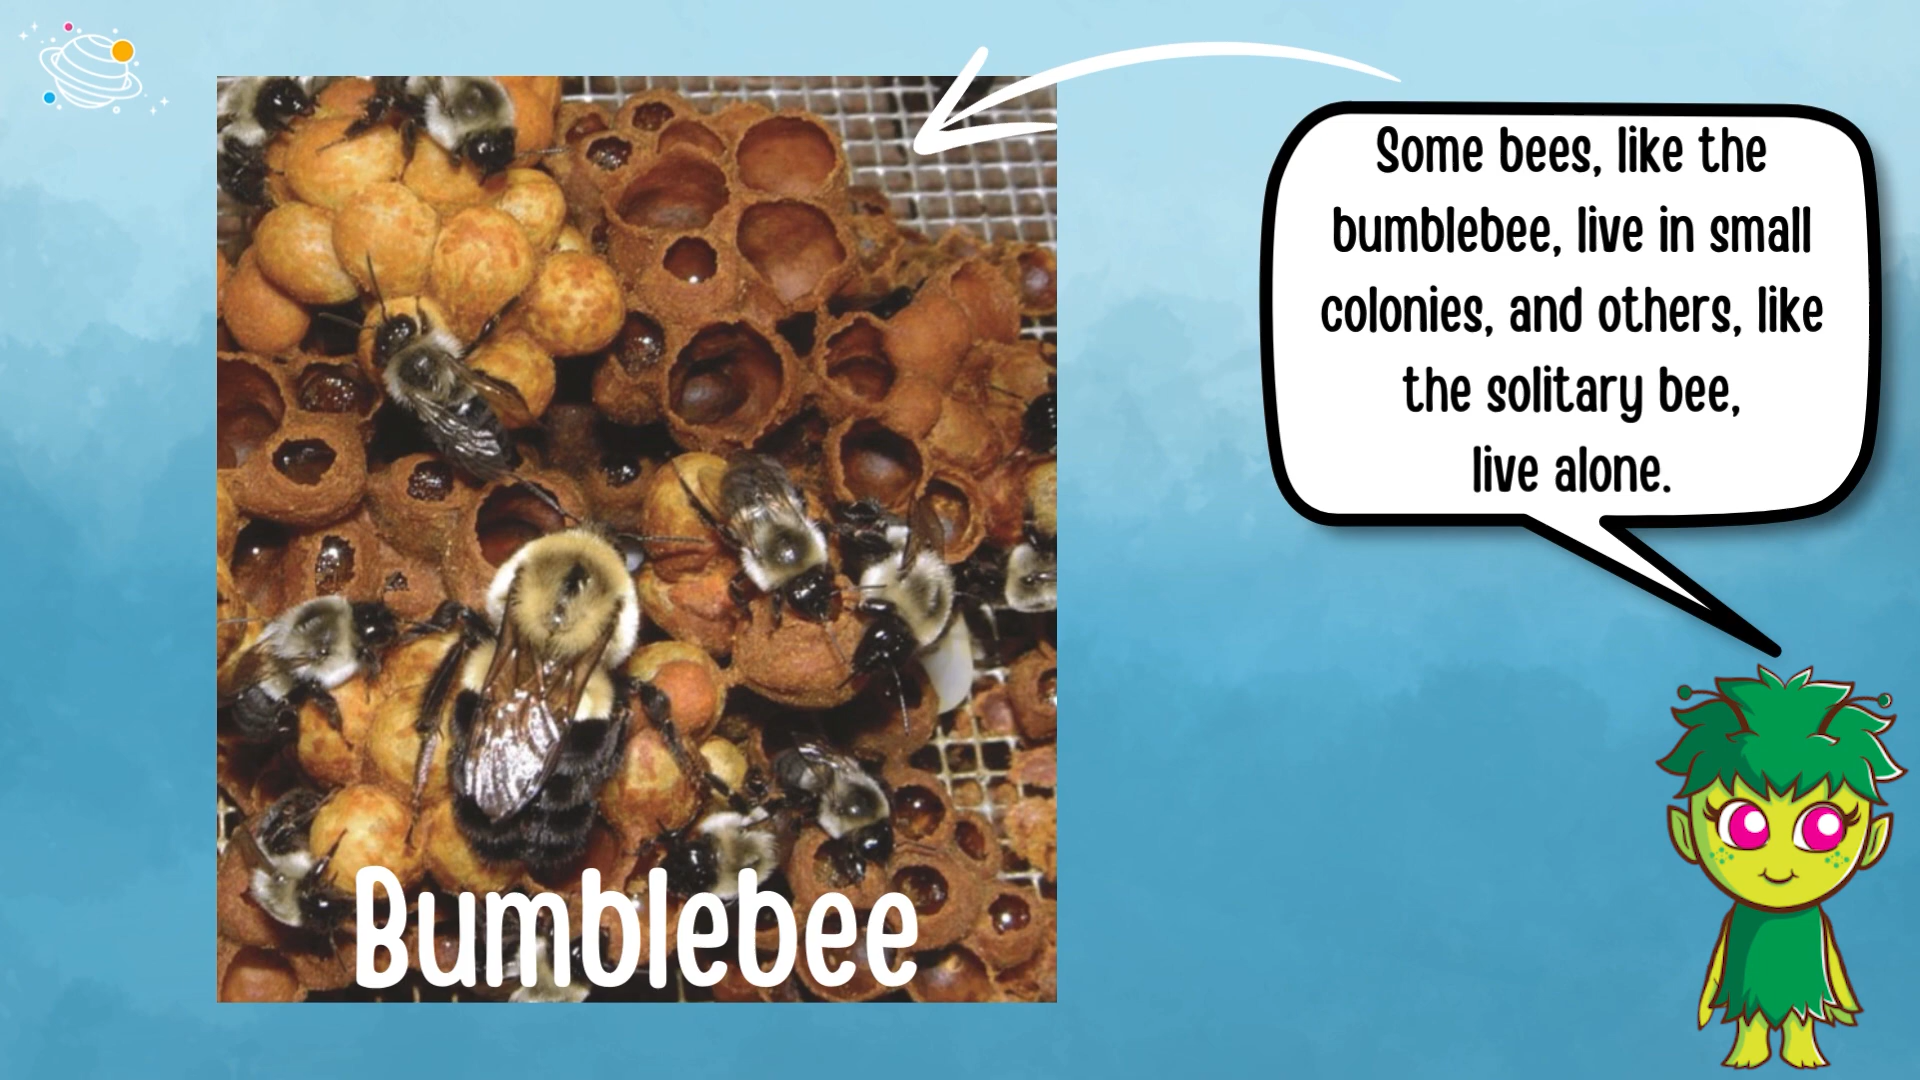 Some bees, like the
bumblebee, live in small
colonies, and others, like
the solitary bee,
live alone.
Bumblebee